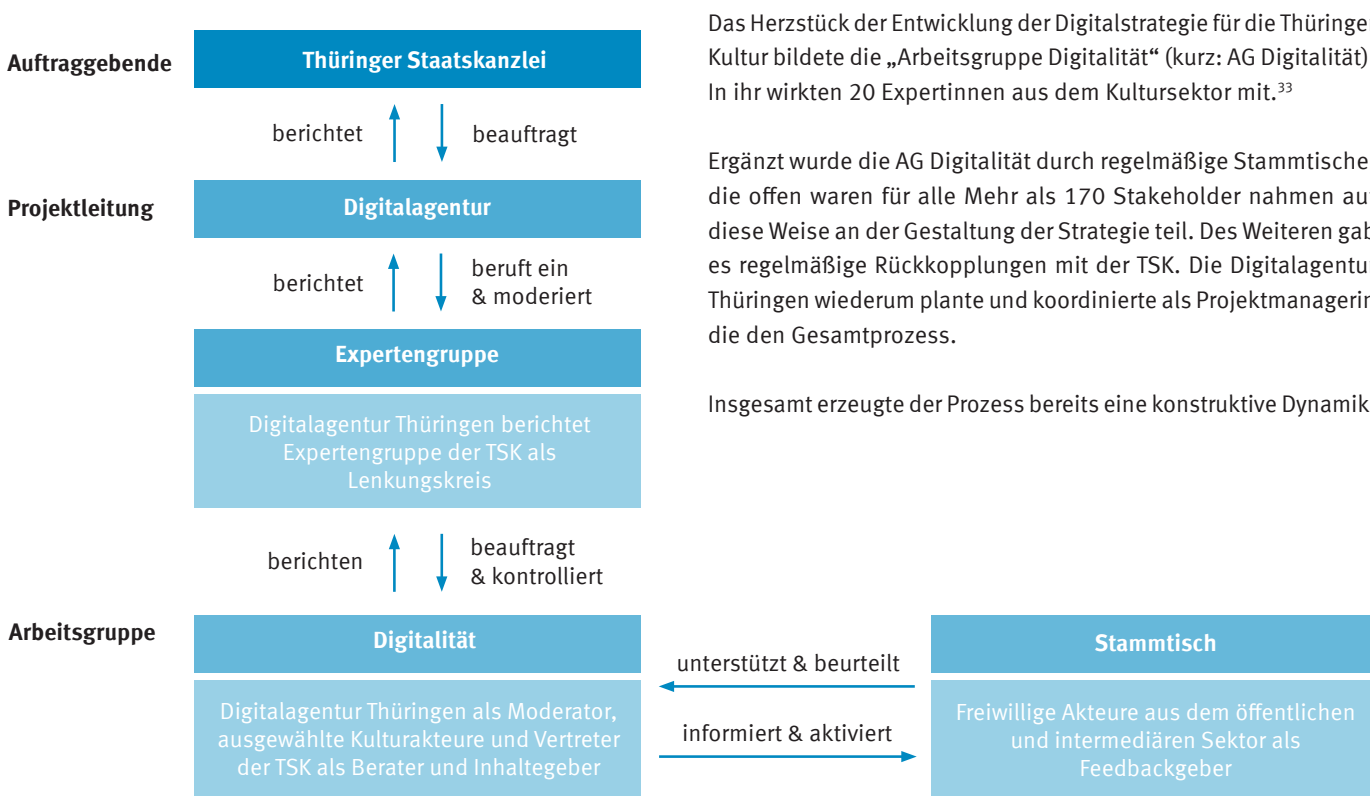 Auftraggebende
Thüringer Staatskanzlei
berichtet
beauftragt
Projektleitung
Digitalagentur
berichtet
beruft ein
& moderiert
Expertengruppe
Digitalagentur Thüringen berichtet
Expertengruppe der TSK als
Lenkungskreis
berichten
beauftragt
& kontrolliert
Arbeitsgruppe
Digitalität
Digitalagentur Thüringen als Moderator,
ausgewählte Kulturakteure und Vertreter
der TSK als Berater und Inhaltegeber
unterstützt & beurteilt
informiert & aktiviert
Stammtisch
Freiwillige Akteure aus dem öffentlichen
und intermediären Sektor als
Feedbackgeber
Das Herzstück der Entwicklung der Digitalstrategie für die Thüringe
Kultur bildete die „Arbeitsgruppe Digitalität“ (kurz: AG Digitalität)
In ihr wirkten 20 Expertinnen aus dem Kultursektor mit.³³
Ergänzt wurde die AG Digitalität durch regelmäßige Stammtische
die offen waren für alle Mehr als 170 Stakeholder nahmen au
diese Weise an der Gestaltung der Strategie teil. Des Weiteren gab
es regelmäßige Rückkopplungen mit der TSK. Die Digitalagentu
Thüringen wiederum plante und koordinierte als Projektmanagerin
die den Gesamtprozess.
Insgesamt erzeugte der Prozess bereits eine konstruktive Dynamik